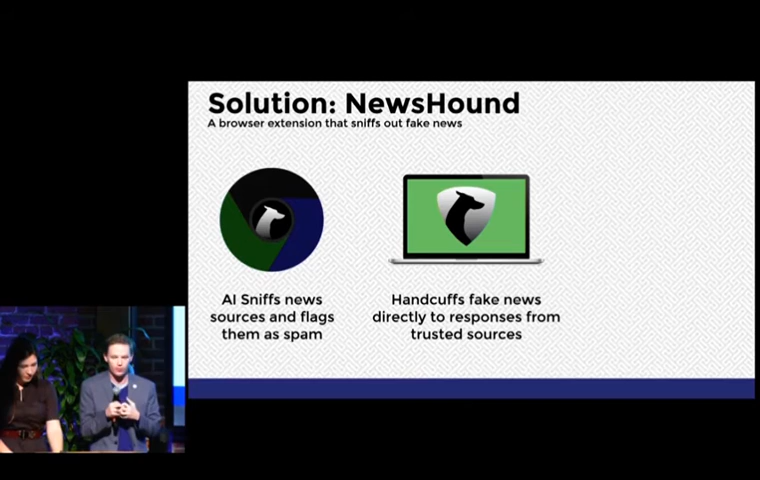 Solution: NewsHound
A browser extension that sniffs out fake news
AI Sniffs news
sources and flags
them as spam
Handcuffs fake news
directly to responses from
trusted sources